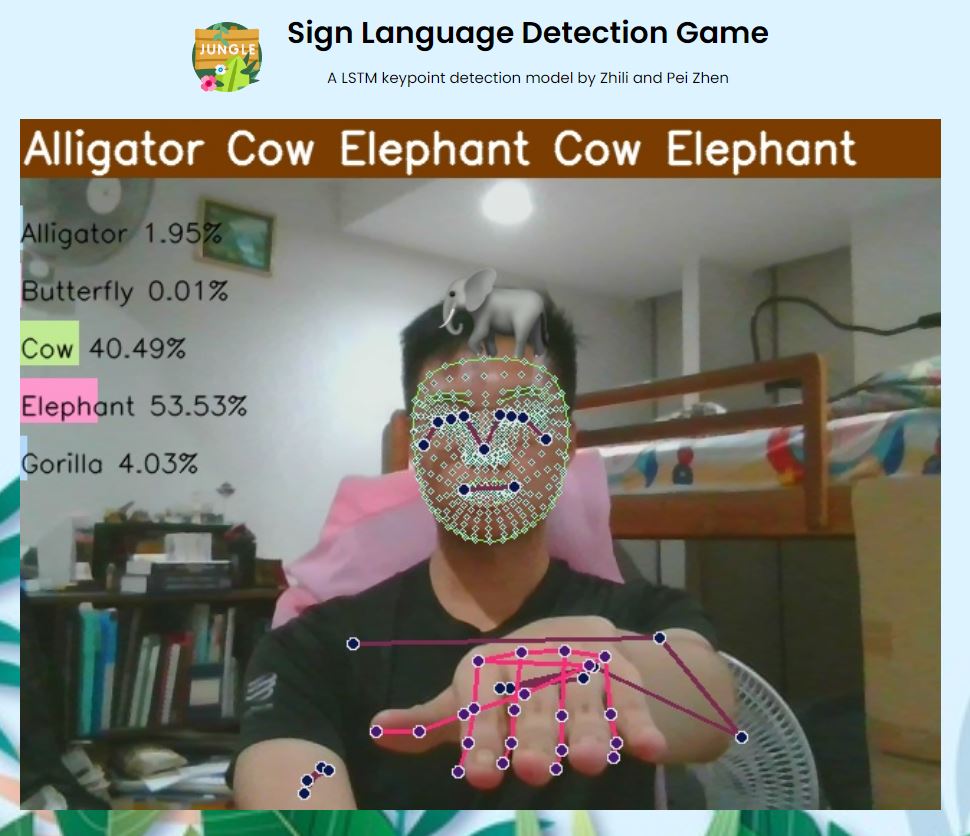 JUNGLE
Sign Language Detection Game
A LSTM keypoint detection model by Zhili and Pei Zhen
Alligator Cow Elephant Cow Elephant
Alligator 1.95%
Butterfly 0.01%
Cow 40.49%
Elephant 53.53%
Gorilla 4.03%